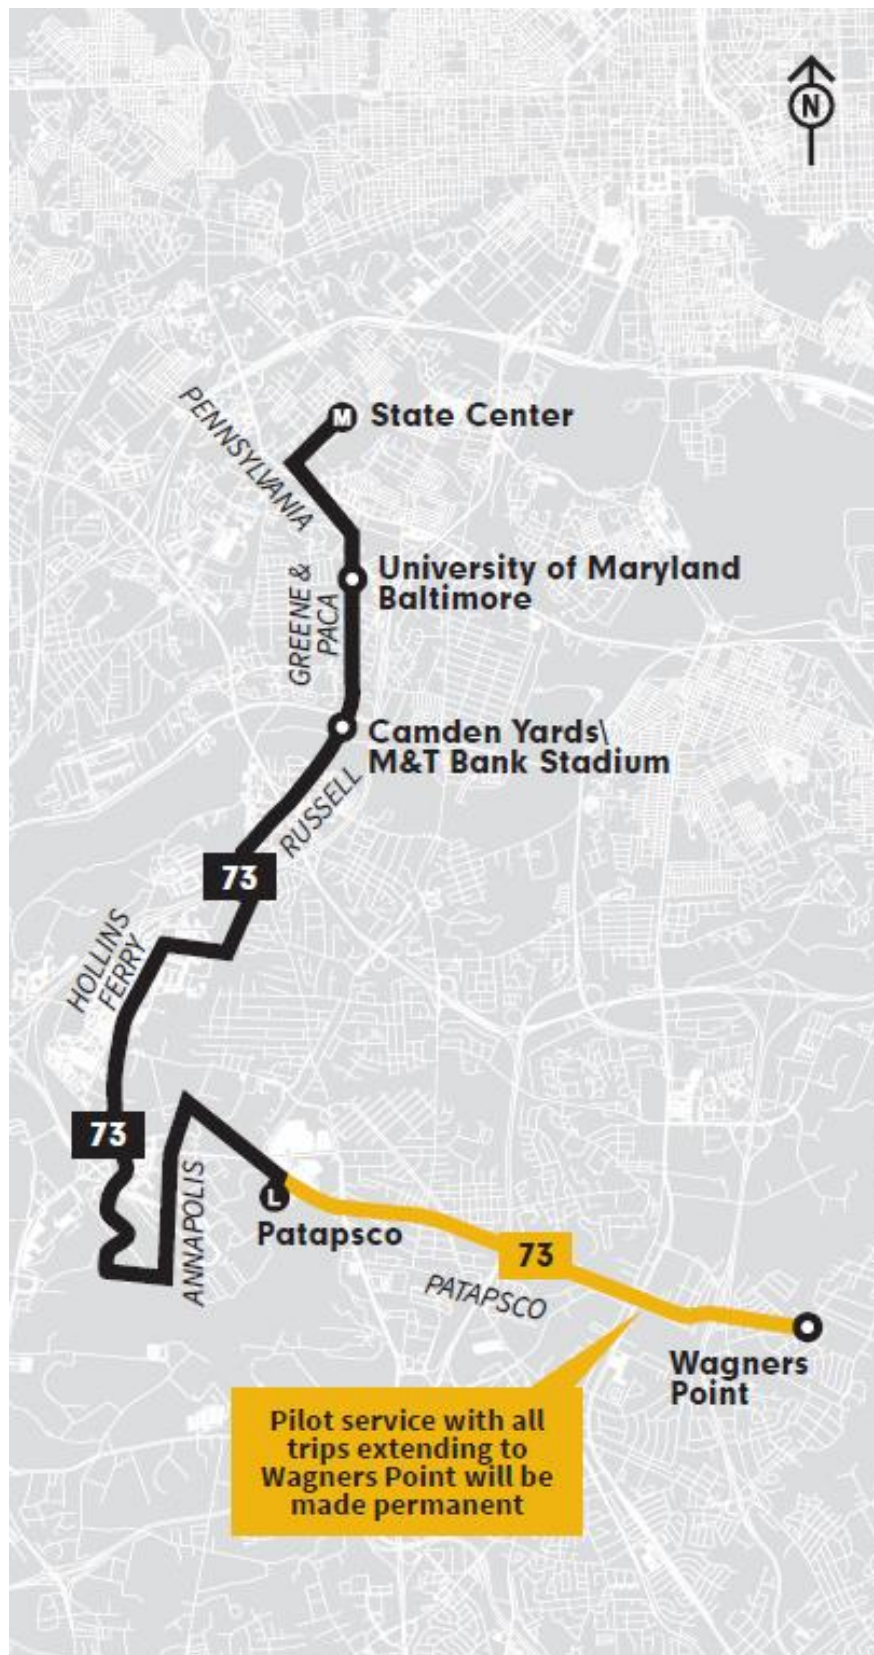 N
PENNSYLVANIA
M State Center
GREENE &
PACA
University of Maryland
Baltimore
Camden Yards\
M&T Bank Stadium
RUSSELL
73
HOLLINS
FERRY
73
ANNAPOLIS
L
Patapsco
73
PATAPSCO
Wagners
Point
Pilot service with all
trips extending to
Wagners Point will be
made permanent